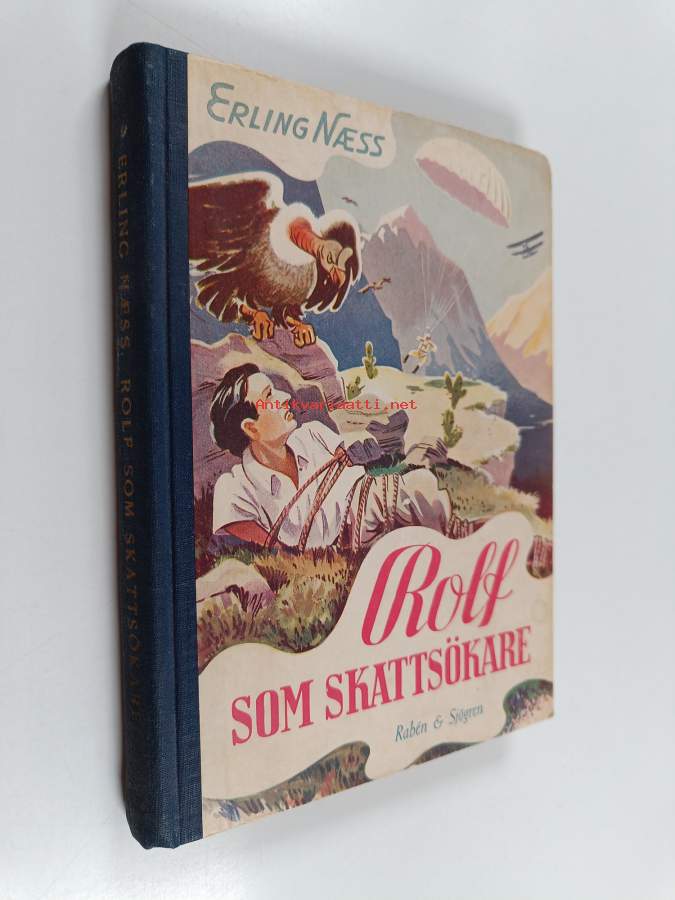 ERLING NÆSS
Antikvariaatti.net
Rolf
SOM SKATTSÖKARE
Rabén & Sjögren
ERLING NÆSS. ROLF SOM SKATTSÖKARE